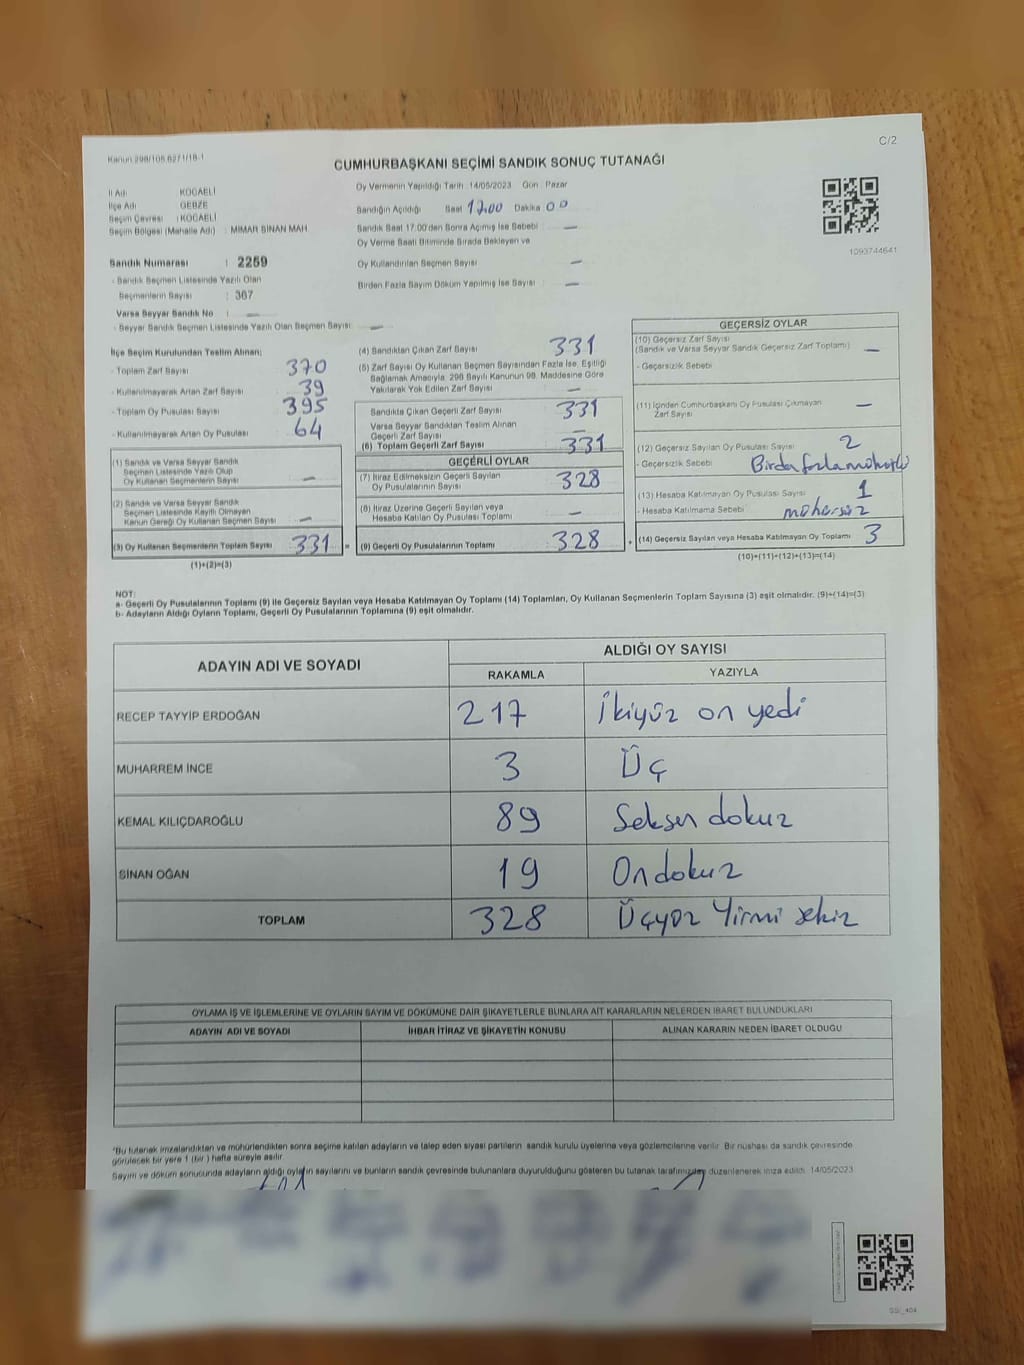 C/2
Kanun 298/105 6271/18-1
CUMHURBAŞKANI SEÇİMİ SANDIK SONUÇ TUTANAĞI
Oy Vermenin Yapıldığı Tarih : 14/05/2023 Gün : Pazar
İl Adı KOCAELİ
İlçe Adı GEBZE
Seçim Çevresi : KOCAELİ
Seçim Bölgesi (Mahalle Adı) : MİMAR SİNAN MAH.
Sandığın Açıldığı Saat 17.00 Dakika 00
Sandık Saat 17.00'den Sonra Açılmış İse Sebebi —
Oy Verme Saati Bitiminde Sırada Bekleyen ve
Oy Kullandırılan Seçmen Sayısı —
Birden Fazla Sayım Döküm Yapılmış İse Sayısı —
1093744641
Sandık Numarası : 2259
- Sandık Seçmen Listesinde Yazılı Olan
Seçmenlerin Sayısı : 367
Varsa Seyyar Sandık No : —
- Seyyar Sandık Seçmen Listesinde Yazılı Olan Seçmen Sayısı : —
İlçe Seçim Kurulundan Teslim Alınan;
- Toplam Zarf Sayısı 370
- Kullanılmayarak Artan Zarf Sayısı 39
- Toplam Oy Pusulası Sayısı 395
- Kullanılmayarak Artan Oy Pusulası 64
(1) Sandık ve Varsa Seyyar Sandık
Seçmen Listesinde Yazılı Olup
Oy Kullanan Seçmenlerin Sayısı —
(2) Sandık ve Varsa Seyyar Sandık
Seçmen Listesinde Kayıtlı Olmayan
Kanun Gereği Oy Kullanan Seçmen Sayısı —
(3) Oy Kullanan Seçmenlerin Toplam Sayısı 331 =
(1)+(2)=(3)
(4) Sandıktan Çıkan Zarf Sayısı 331
(5) Zarf Sayısı Oy Kullanan Seçmen Sayısından Fazla İse, Eşitliği
Sağlamak Amacıyla, 298 Sayılı Kanunun 98. Maddesine Göre
Yakılarak Yok Edilen Zarf Sayısı —
Sandıkta Çıkan Geçerli Zarf Sayısı 331
Varsa Seyyar Sandıktan Teslim Alınan
Geçerli Zarf Sayısı —
(6) Toplam Geçerli Zarf Sayısı 331
GEÇERLİ OYLAR
(7) İtiraz Edilmeksizin Geçerli Sayılan
Oy Pusulalarının Sayısı 328
(8) İtiraz Üzerine Geçerli Sayılan veya
Hesaba Katılan Oy Pusulası Toplamı —
(9) Geçerli Oy Pusulalarının Toplamı 328 +
GEÇERSİZ OYLAR
(10) Geçersiz Zarf Sayısı
(Sandık ve Varsa Seyyar Sandık Geçersiz Zarf Toplamı) —
- Geçersizlik Sebebi
(11) İçinden Cumhurbaşkanı Oy Pusulası Çıkmayan
Zarf Sayısı —
(12) Geçersiz Sayılan Oy Pusulası Sayısı 2
- Geçersizlik Sebebi Birda fazla mühürlü
(13) Hesaba Katılmayan Oy Pusulası Sayısı 1
- Hesaba Katılmama Sebebi mühürsüz
(14) Geçersiz Sayılan veya Hesaba Katılmayan Oy Toplamı 3
(10)+(11)+(12)+(13)=(14)
NOT:
a- Geçerli Oy Pusulalarının Toplamı (9) ile Geçersiz Sayılan veya Hesaba Katılmayan Oy Toplamı (14) Toplamları, Oy Kullanan Seçmenlerin Toplam Sayısına (3) eşit olmalıdır. (9)+(14)=(3)
b- Adayların Aldığı Oyların Toplamı, Geçerli Oy Pusulalarının Toplamına (9) eşit olmalıdır.
ADAYIN ADI VE SOYADI ALDIĞI OY SAYISI
RAKAMLA YAZIYLA
RECEP TAYYİP ERDOĞAN 217 İkiyüz on yedi
MUHARREM İNCE 3 Üç
KEMAL KILIÇDAROĞLU 89 Seksen dokuz
SİNAN OĞAN 19 On dokuz
TOPLAM 328 Üçyüz Yirmi sekiz
OYLAMA İŞ VE İŞLEMLERİNE VE OYLARIN SAYIM VE DÖKÜMÜNE DAİR ŞİKAYETLERLE BUNLARA AİT KARARLARIN NELERDEN İBARET BULUNDUKLARI
ADAYIN ADI VE SOYADI İHBAR İTİRAZ VE ŞİKAYETİN KONUSU ALINAN KARARIN NEDEN İBARET OLDUĞU
*Bu tutanak imzalandıktan ve mühürlendikten sonra seçime katılan adayların ve talep eden siyasi partilerin sandık kurulu üyelerine veya gözlemcilerine verilir. Bir nüshası da sandık çevresinde
görülecek bir yere 1 (bir) hafta süreyle asılır.
Sayım ve döküm sonucunda adayların aldığı oyların sayılarını ve bunların sandık çevresinde bulunanlara duyurulduğunu gösteren bu tutanak tarafımızdan düzenlenerek imza edildi. 14/05/2023